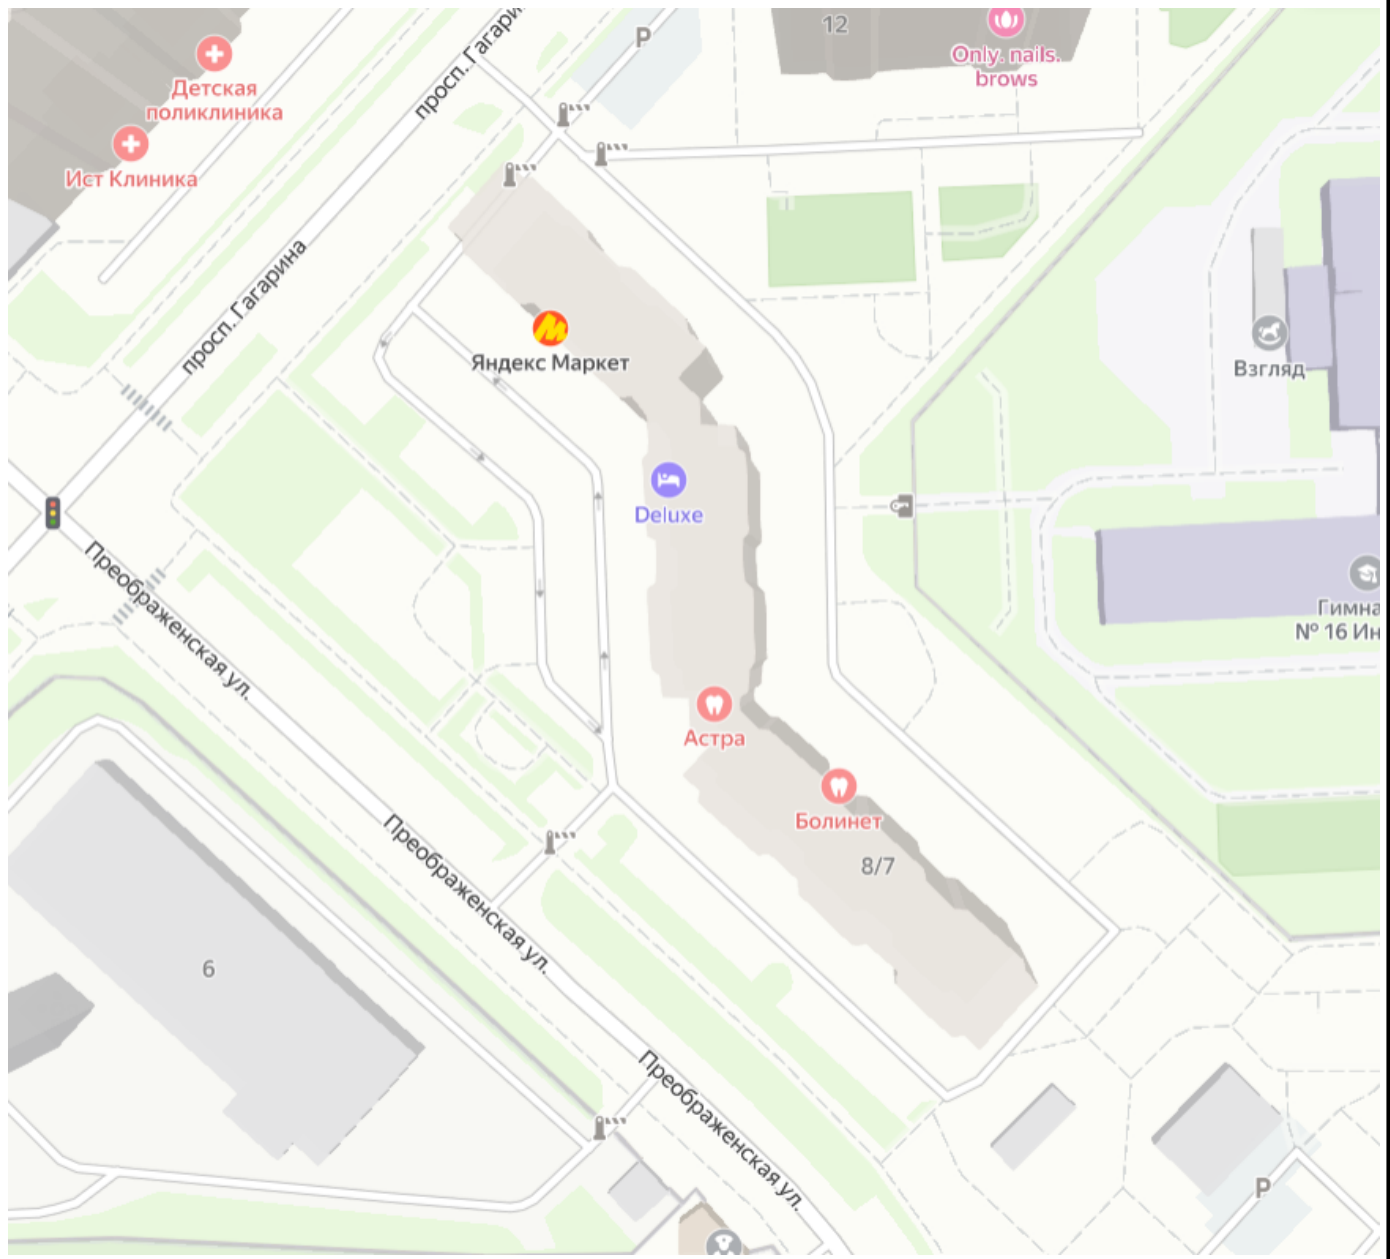 12
P
Only. nails.
brows
просп. Гагарин
Детская
поликлиника
Ист Клиника
просп. Гагарина
Яндекс Маркет
Взгляд
Deluxe
Преображенская ул.
Гимна
№ 16 Ин
Астра
Болинет
8/7
Преображенская ул.
6
Преображенская ул.
P